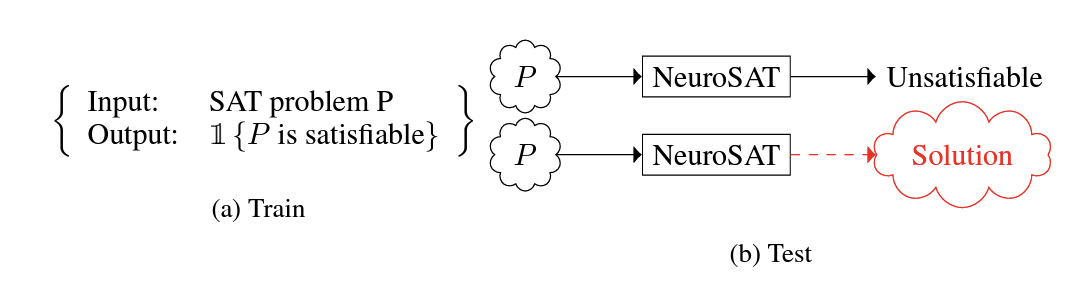 Input: SAT problem P
Output: 𝟙 {P is satisfiable}
(a) Train
P NeuroSAT Unsatisfiable
P NeuroSAT Solution
(b) Test